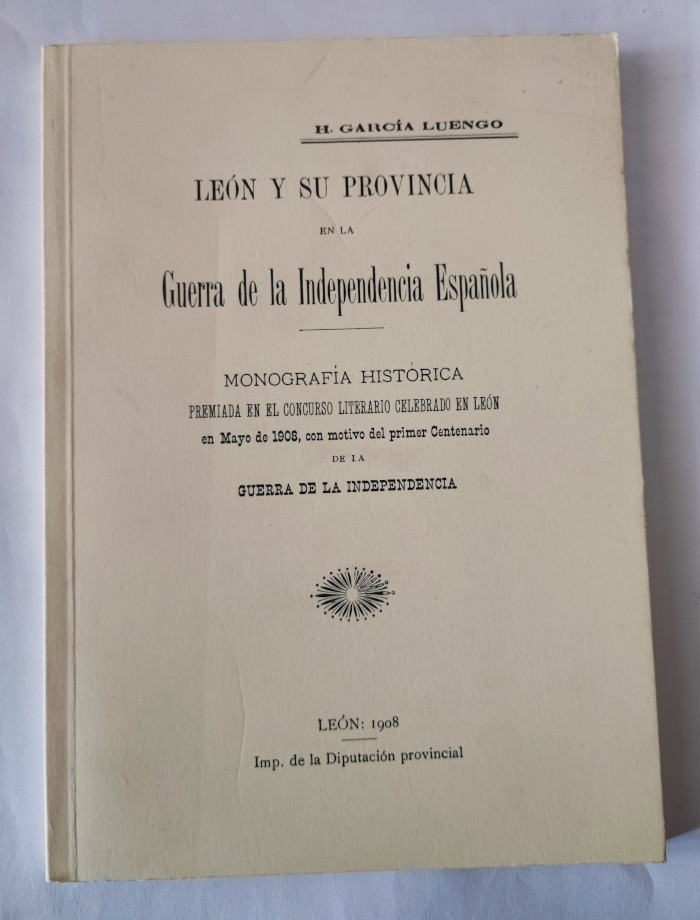 H. GARCÍA LUENGO
LEÓN Y SU PROVINCIA
EN LA
Guerra de la Independencia Española
MONOGRAFÍA HISTÓRICA
PREMIADA EN EL CONCURSO LITERARIO CELEBRADO EN LEÓN
en Mayo de 1908, con motivo del primer Centenario
DE LA
GUERRA DE LA INDEPENDENCIA
LEÓN: 1908
Imp. de la Diputación provincial